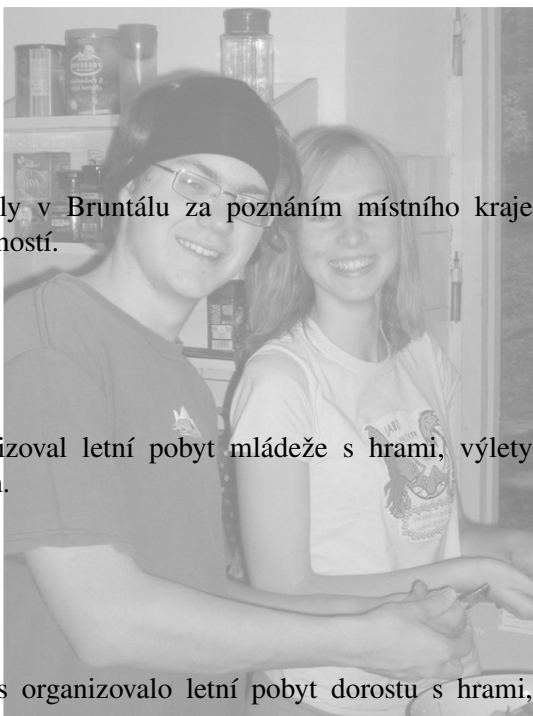 ly v Bruntálu za poznáním místního kraje
ností.
izoval letní pobyt mládeže s hrami, výlety
s organizovalo letní pobyt dorostu s hrami,